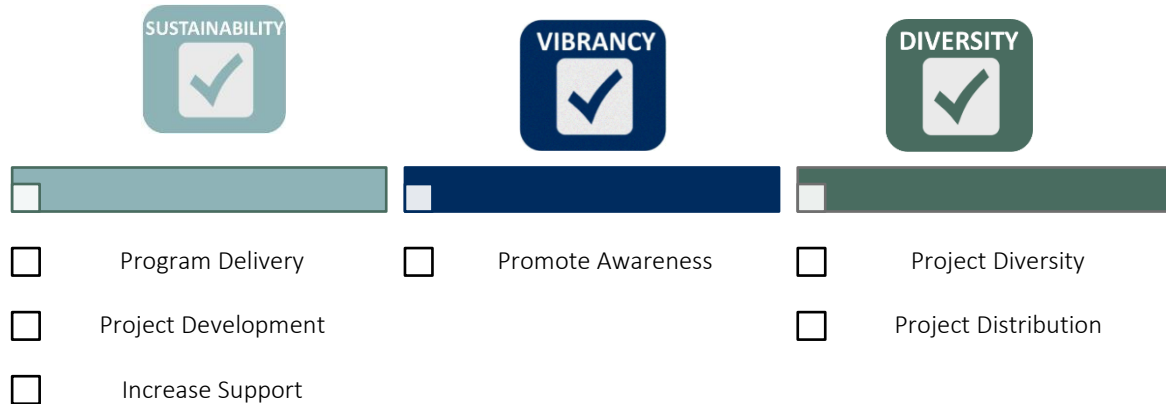 SUSTAINABILITY
VIBRANCY
DIVERSITY
Program Delivery
Promote Awareness
Project Diversity
Project Development
Project Distribution
Increase Support